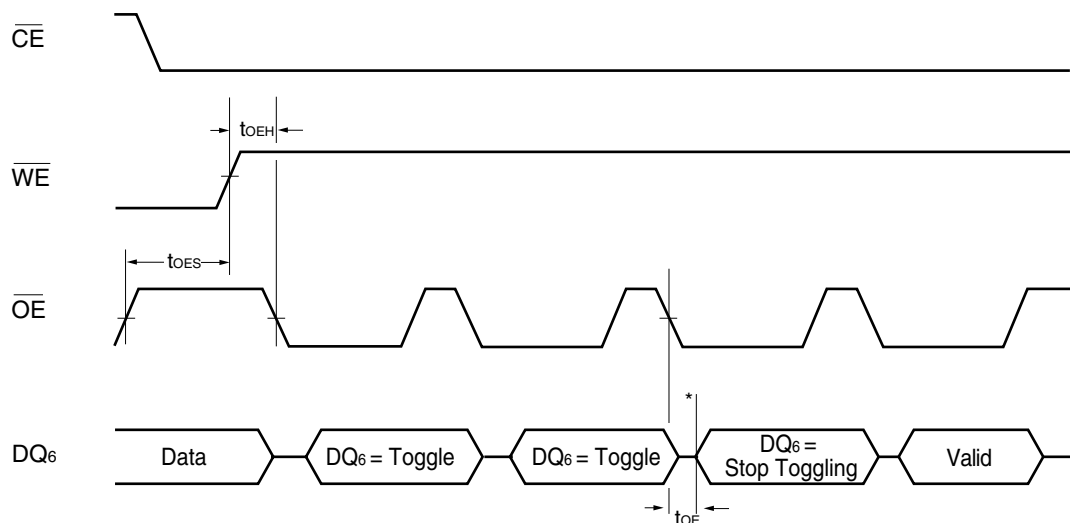 CE
tOEH
WE
tOES
OE
*
DQ6
Data
DQ6 = Toggle
DQ6 = Toggle
DQ6 =
Stop Toggling
Valid
tOE